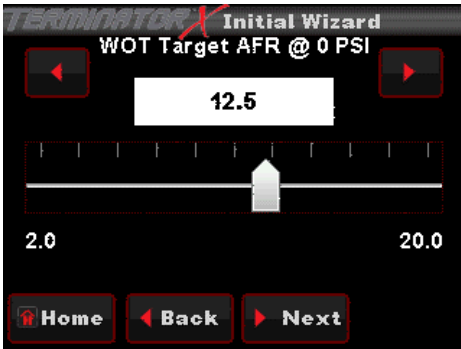 TERMINATOR X Initial Wizard
WOT Target AFR @ 0 PSI
12.5
2.0 20.0
Home Back Next